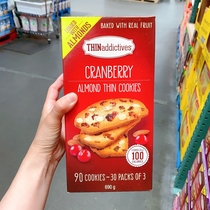 BAKED WITH REAL FRUIT
ALMONDS
THINaddictives
CRANBERRY
ALMOND THIN COOKIES
100
90 COOKIES – 30 PACKS OF 3
690 g